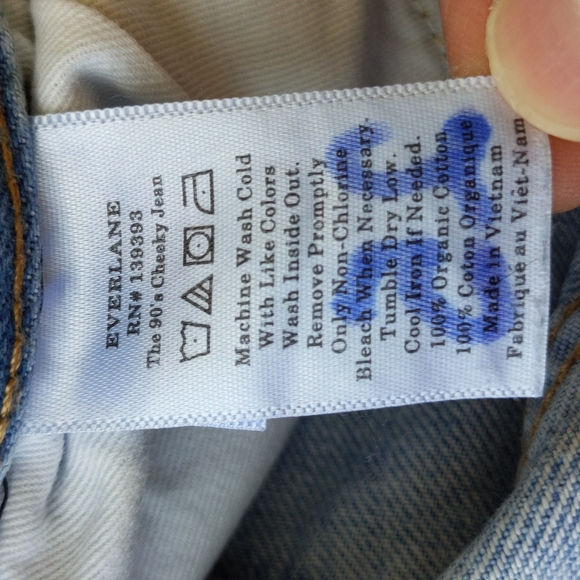 EVERLANE
RN# 139393
The 90's Cheeky Jean
Machine Wash Cold
With Like Colors
Wash Inside Out.
Remove Promptly
Only Non-Chlorine
Bleach When Necessary.
Tumble Dry Low.
Cool Iron If Needed.
100% Organic Cotton
100% Coton Organique
Made in Vietnam
Fabriqué au Viêt-Nam